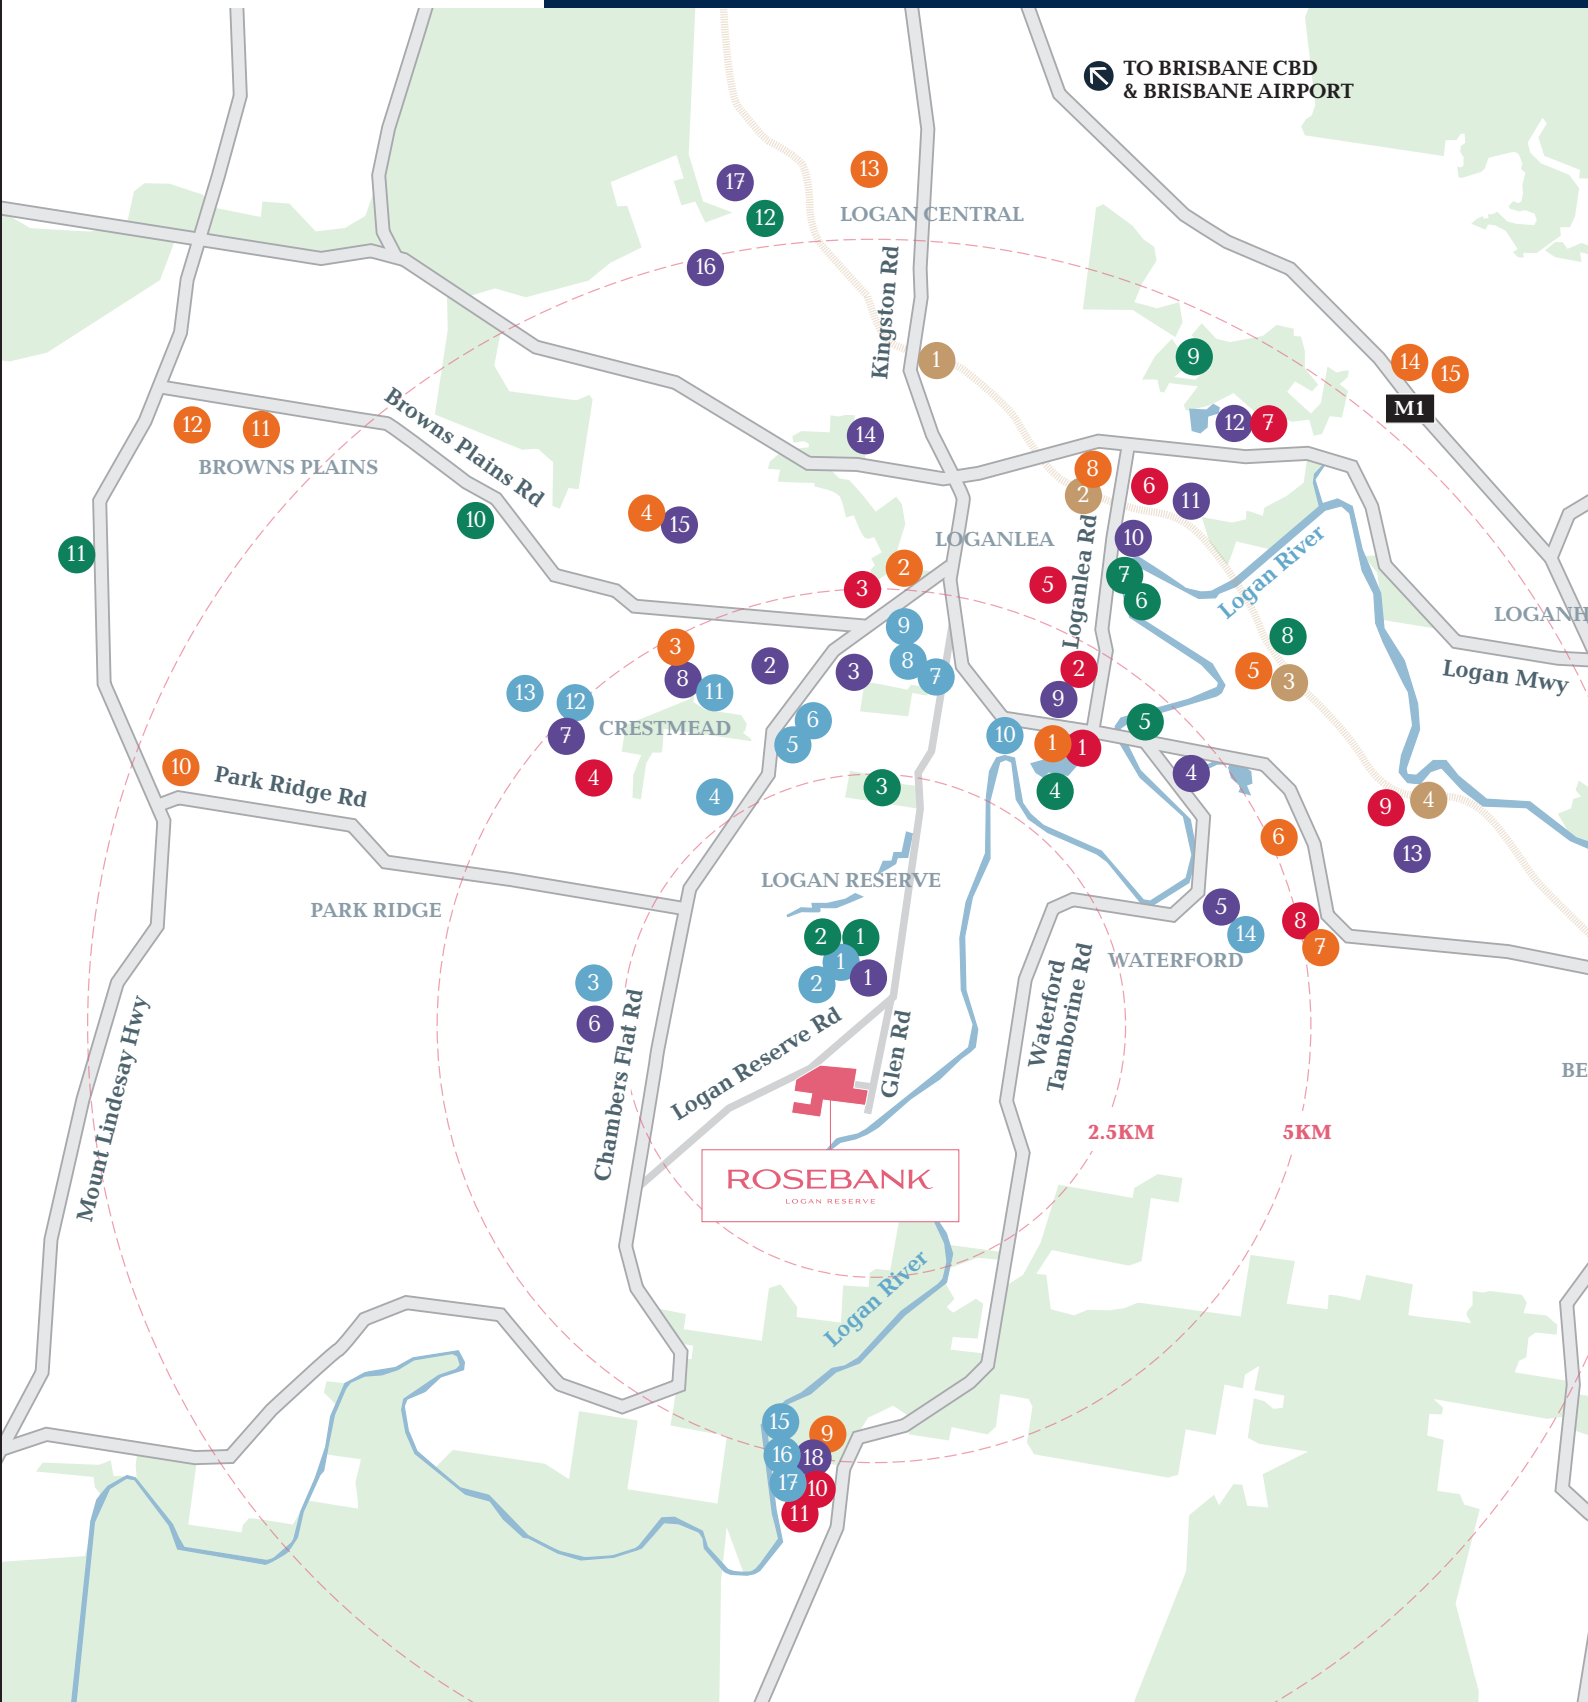 TO BRISBANE CBD
& BRISBANE AIRPORT
13
17
12
LOGAN CENTRAL
16
Kingston Rd
1
9
14
15
M1
12
7
12
11
BROWNS PLAINS
Browns Plains Rd
14
8
2
6
11
10
4
15
10
11
LOGANLEA
Loganlea Rd
2
3
5
7
6
Logan River
LOGANH
9
8
7
3
2
3
8
11
13
12
7
CRESTMEAD
4
6
5
4
2
9
8
5
3
Logan Mwy
10
1
1
5
4
4
3
10
Park Ridge Rd
6
9
4
13
LOGAN RESERVE
PARK RIDGE
2
1
1
2
1
5
14
8
7
WATERFORD
3
6
Chambers Flat Rd
Mount Lindesay Hwy
Logan Reserve Rd
Glen Rd
Waterford
Tamborine Rd
BE
2.5KM
5KM
ROSEBANK
LOGAN RESERVE
Logan River
15
9
16
18
17
10
11